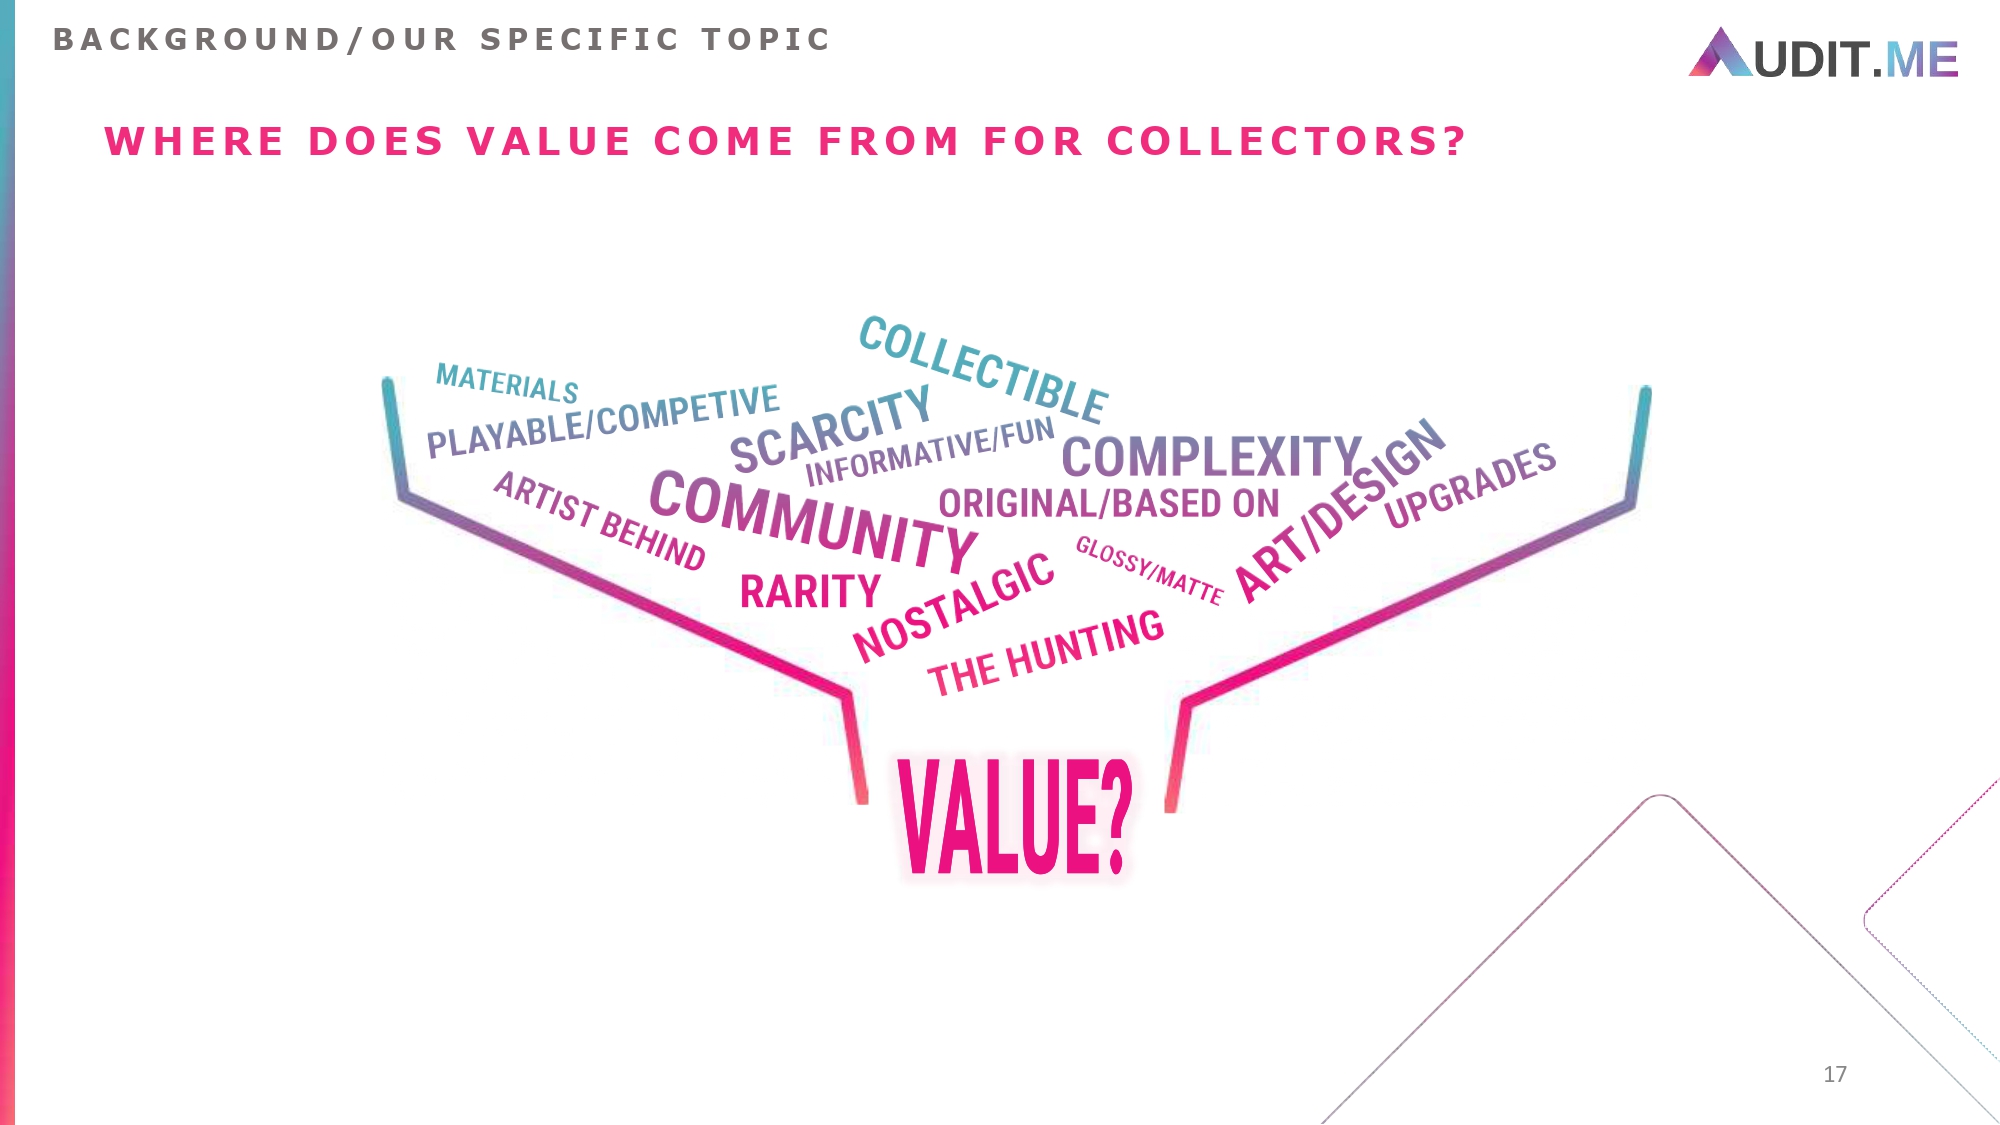 BACKGROUND/OUR SPECIFIC TOPIC
AUDIT.ME
WHERE DOES VALUE COME FROM FOR COLLECTORS?
COLLECTIBLE
MATERIALS
PLAYABLE/COMPETIVE
SCARCITY
INFORMATIVE/FUN
COMPLEXITY
ART/DESIGN
UPGRADES
ARTIST BEHIND
COMMUNITY
ORIGINAL/BASED ON
GLOSSY/MATTE
RARITY
NOSTALGIC
THE HUNTING
VALUE?
17